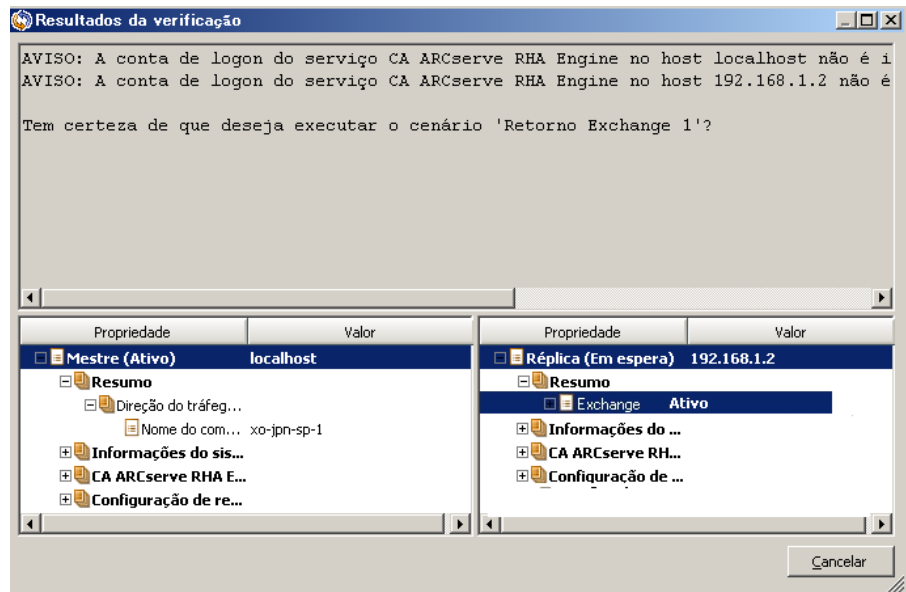 Resultados da verificação
AVISO: A conta de logon do serviço CA ARCserve RHA Engine no host localhost não é i
AVISO: A conta de logon do serviço CA ARCserve RHA Engine no host 192.168.1.2 não é
Tem certeza de que deseja executar o cenário 'Retorno Exchange 1'?
Propriedade Valor Propriedade Valor
Mestre (Ativo) localhost Réplica (Em espera) 192.168.1.2
Resumo Resumo
Direção do tráfeg... Exchange Ativo
Nome do com... xo-jpn-sp-1 Informações do ...
Informações do sis... CA ARCserve RH...
CA ARCserve RHA E... Configuração de ...
Configuração de re...
Cancelar